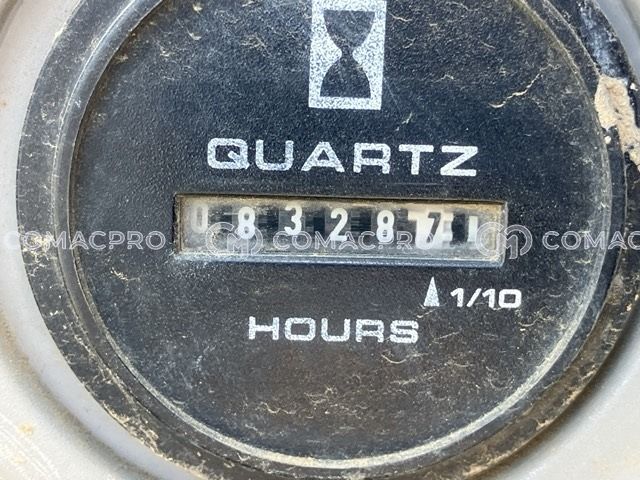 QUARTZ
083287
COMACPRO COMACPRO COMACPRO
1/10
HOURS